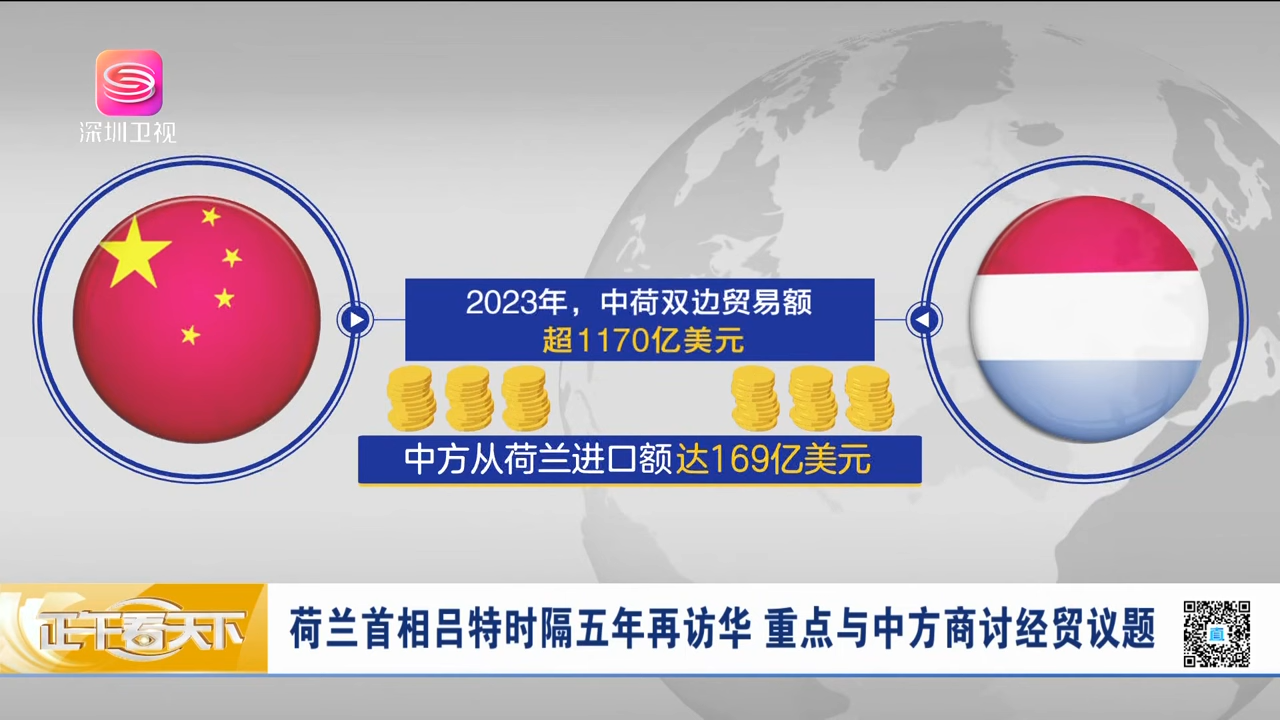 深圳卫视
2023年，中荷双边贸易额
超1170亿美元
中方从荷兰进口额达169亿美元
正午看天下
荷兰首相吕特时隔五年再访华 重点与中方商讨经贸议题
直